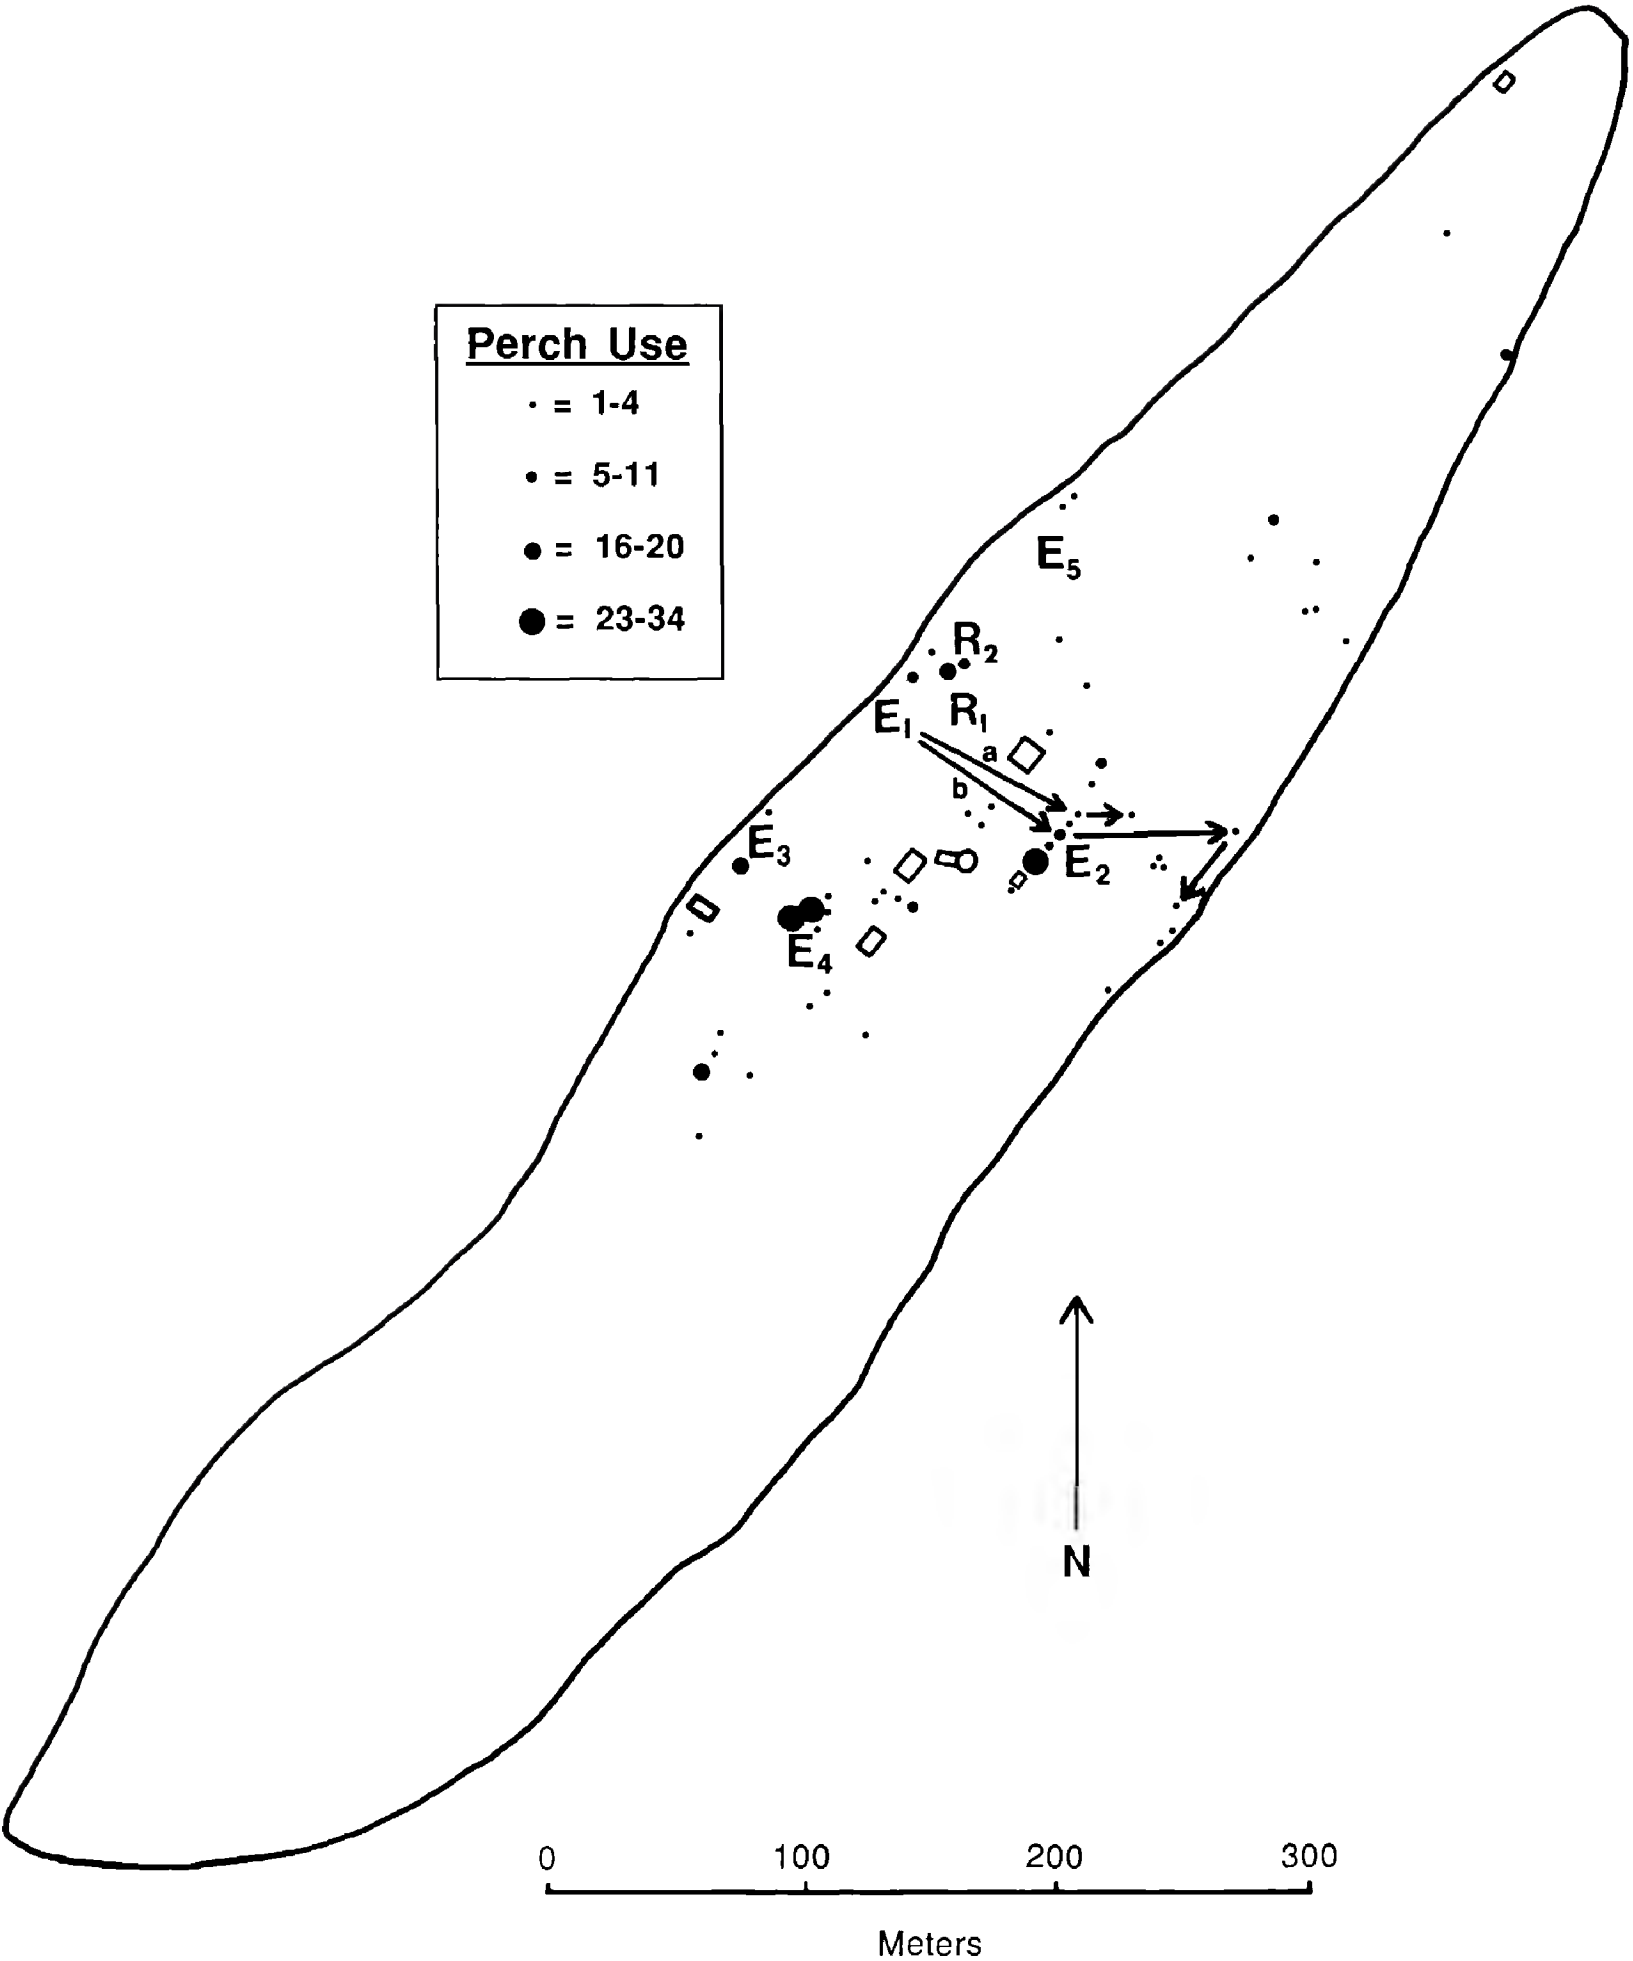 Perch Use
· = 1-4
• = 5-11
● = 16-20
● = 23-34
E₅
R₂
E₁ R₁
a
b
E₃
E₂
E₄
N
0 100 200 300
Meters